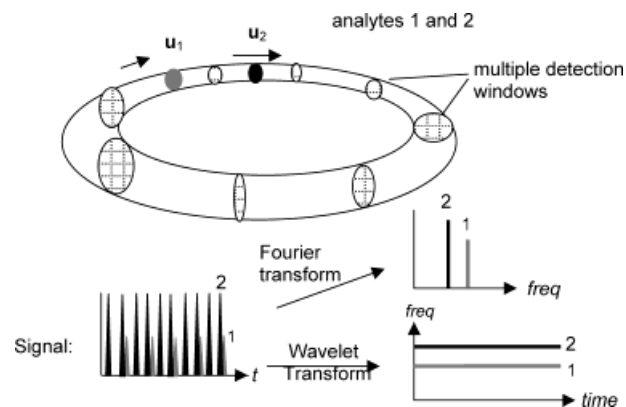 analytes 1 and 2
u1
u2
multiple detection
windows
Fourier
transform
2
1
freq
Signal:
2
1
t
Wavelet
Transform
freq
2
1
time